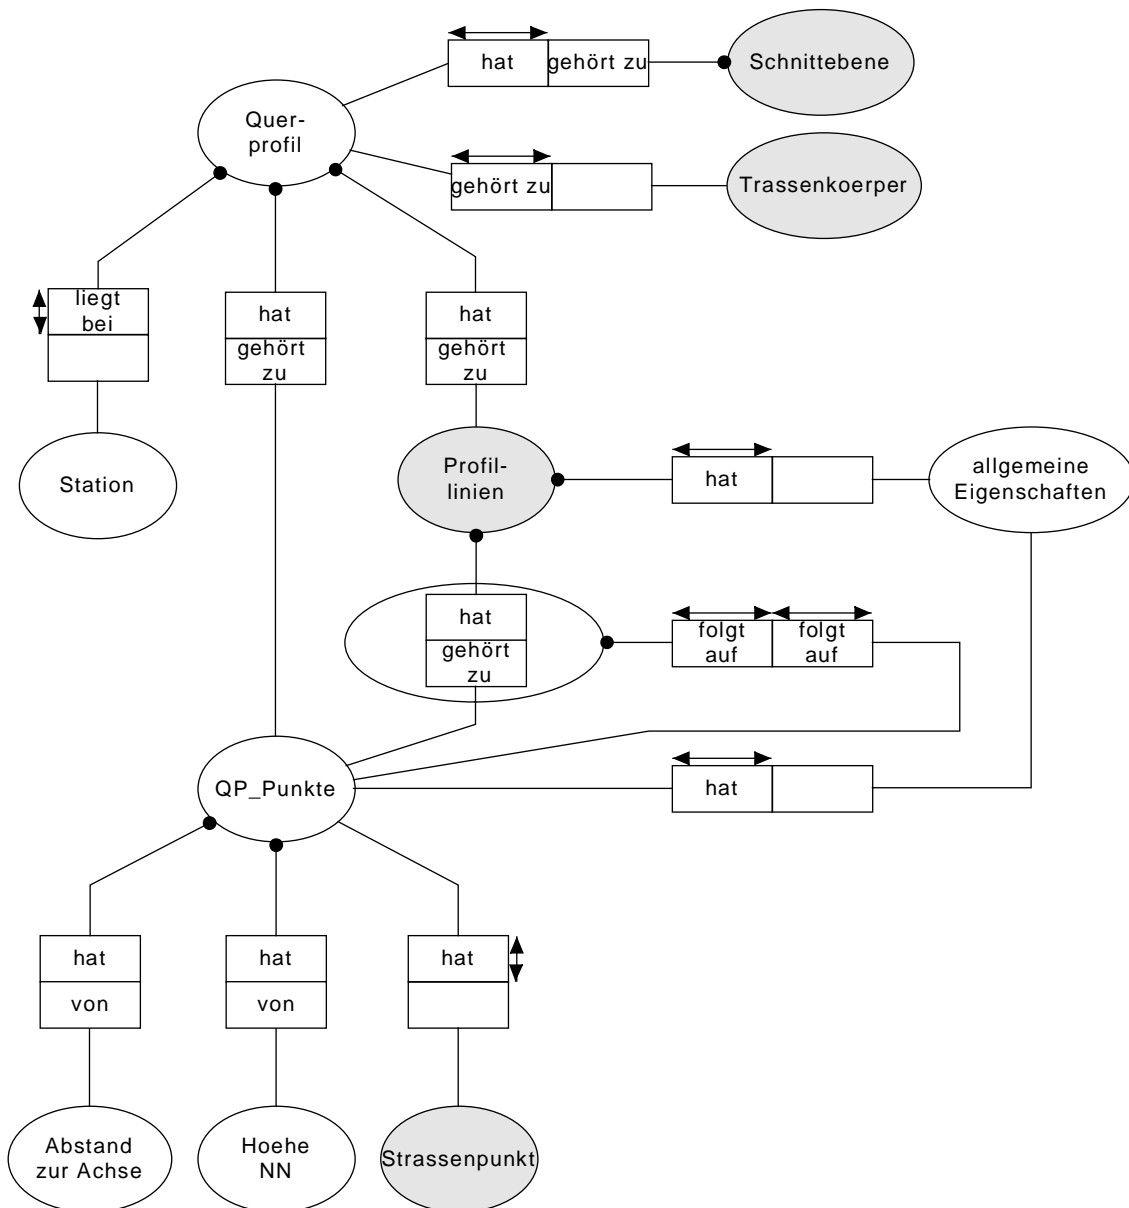 hat
gehört zu
Schnittebene
Quer-
profil
gehört zu
Trassenkoerper
liegt
bei
hat
gehört
zu
hat
gehört
zu
Station
Profil-
linien
hat
allgemeine
Eigenschaften
hat
gehört
zu
folgt
auf
folgt
auf
QP_Punkte
hat
hat
von
hat
von
hat
Abstand
zur Achse
Hoehe
NN
Strassenpunkt